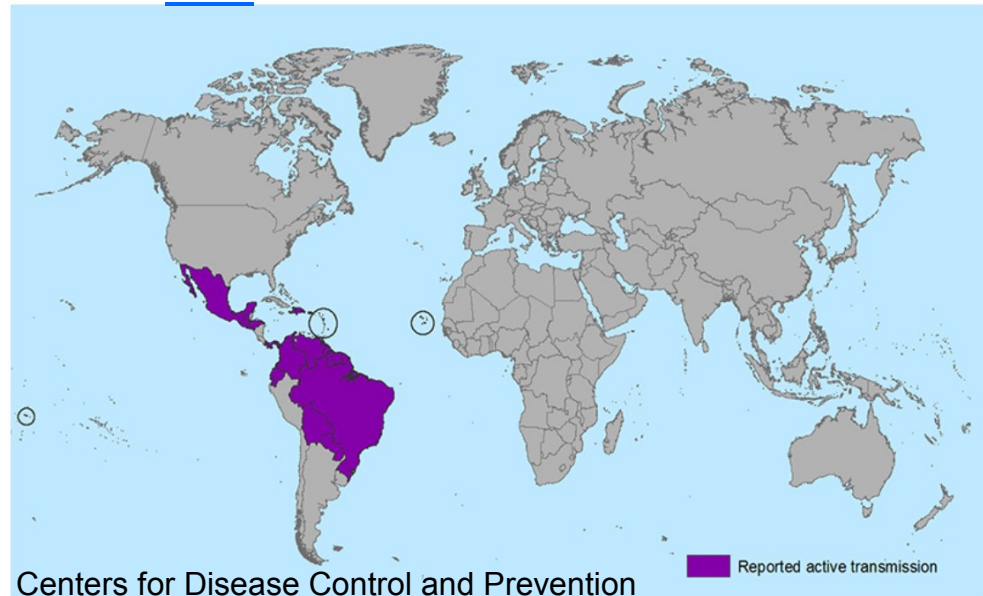 Reported active transmission
Centers for Disease Control and Prevention